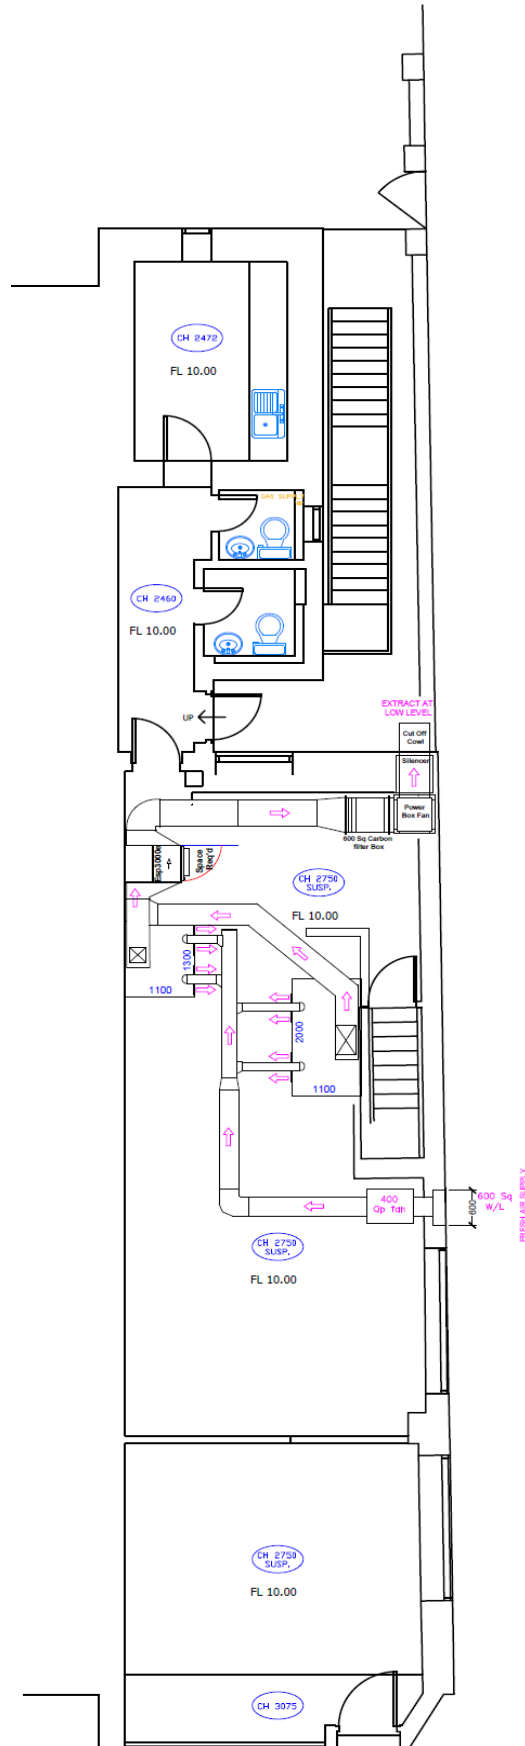 CH 2472
FL 10.00
GAS SUPPLY
CH 2460
FL 10.00
UP
EXTRACT AT
LOW LEVEL
Cut Off
Cowl
Silencer
Power
Box Fan
600 Sq Carbon
filter Box
Esp3000e
Space
Req'd
CH 2750
SUSP.
FL 10.00
1300
1100
2000
1100
400
Qp fdh
600
600 Sq
W/L
FRESH AIR SUPPLY
CH 2750
SUSP.
FL 10.00
CH 2750
SUSP.
FL 10.00
CH 3075